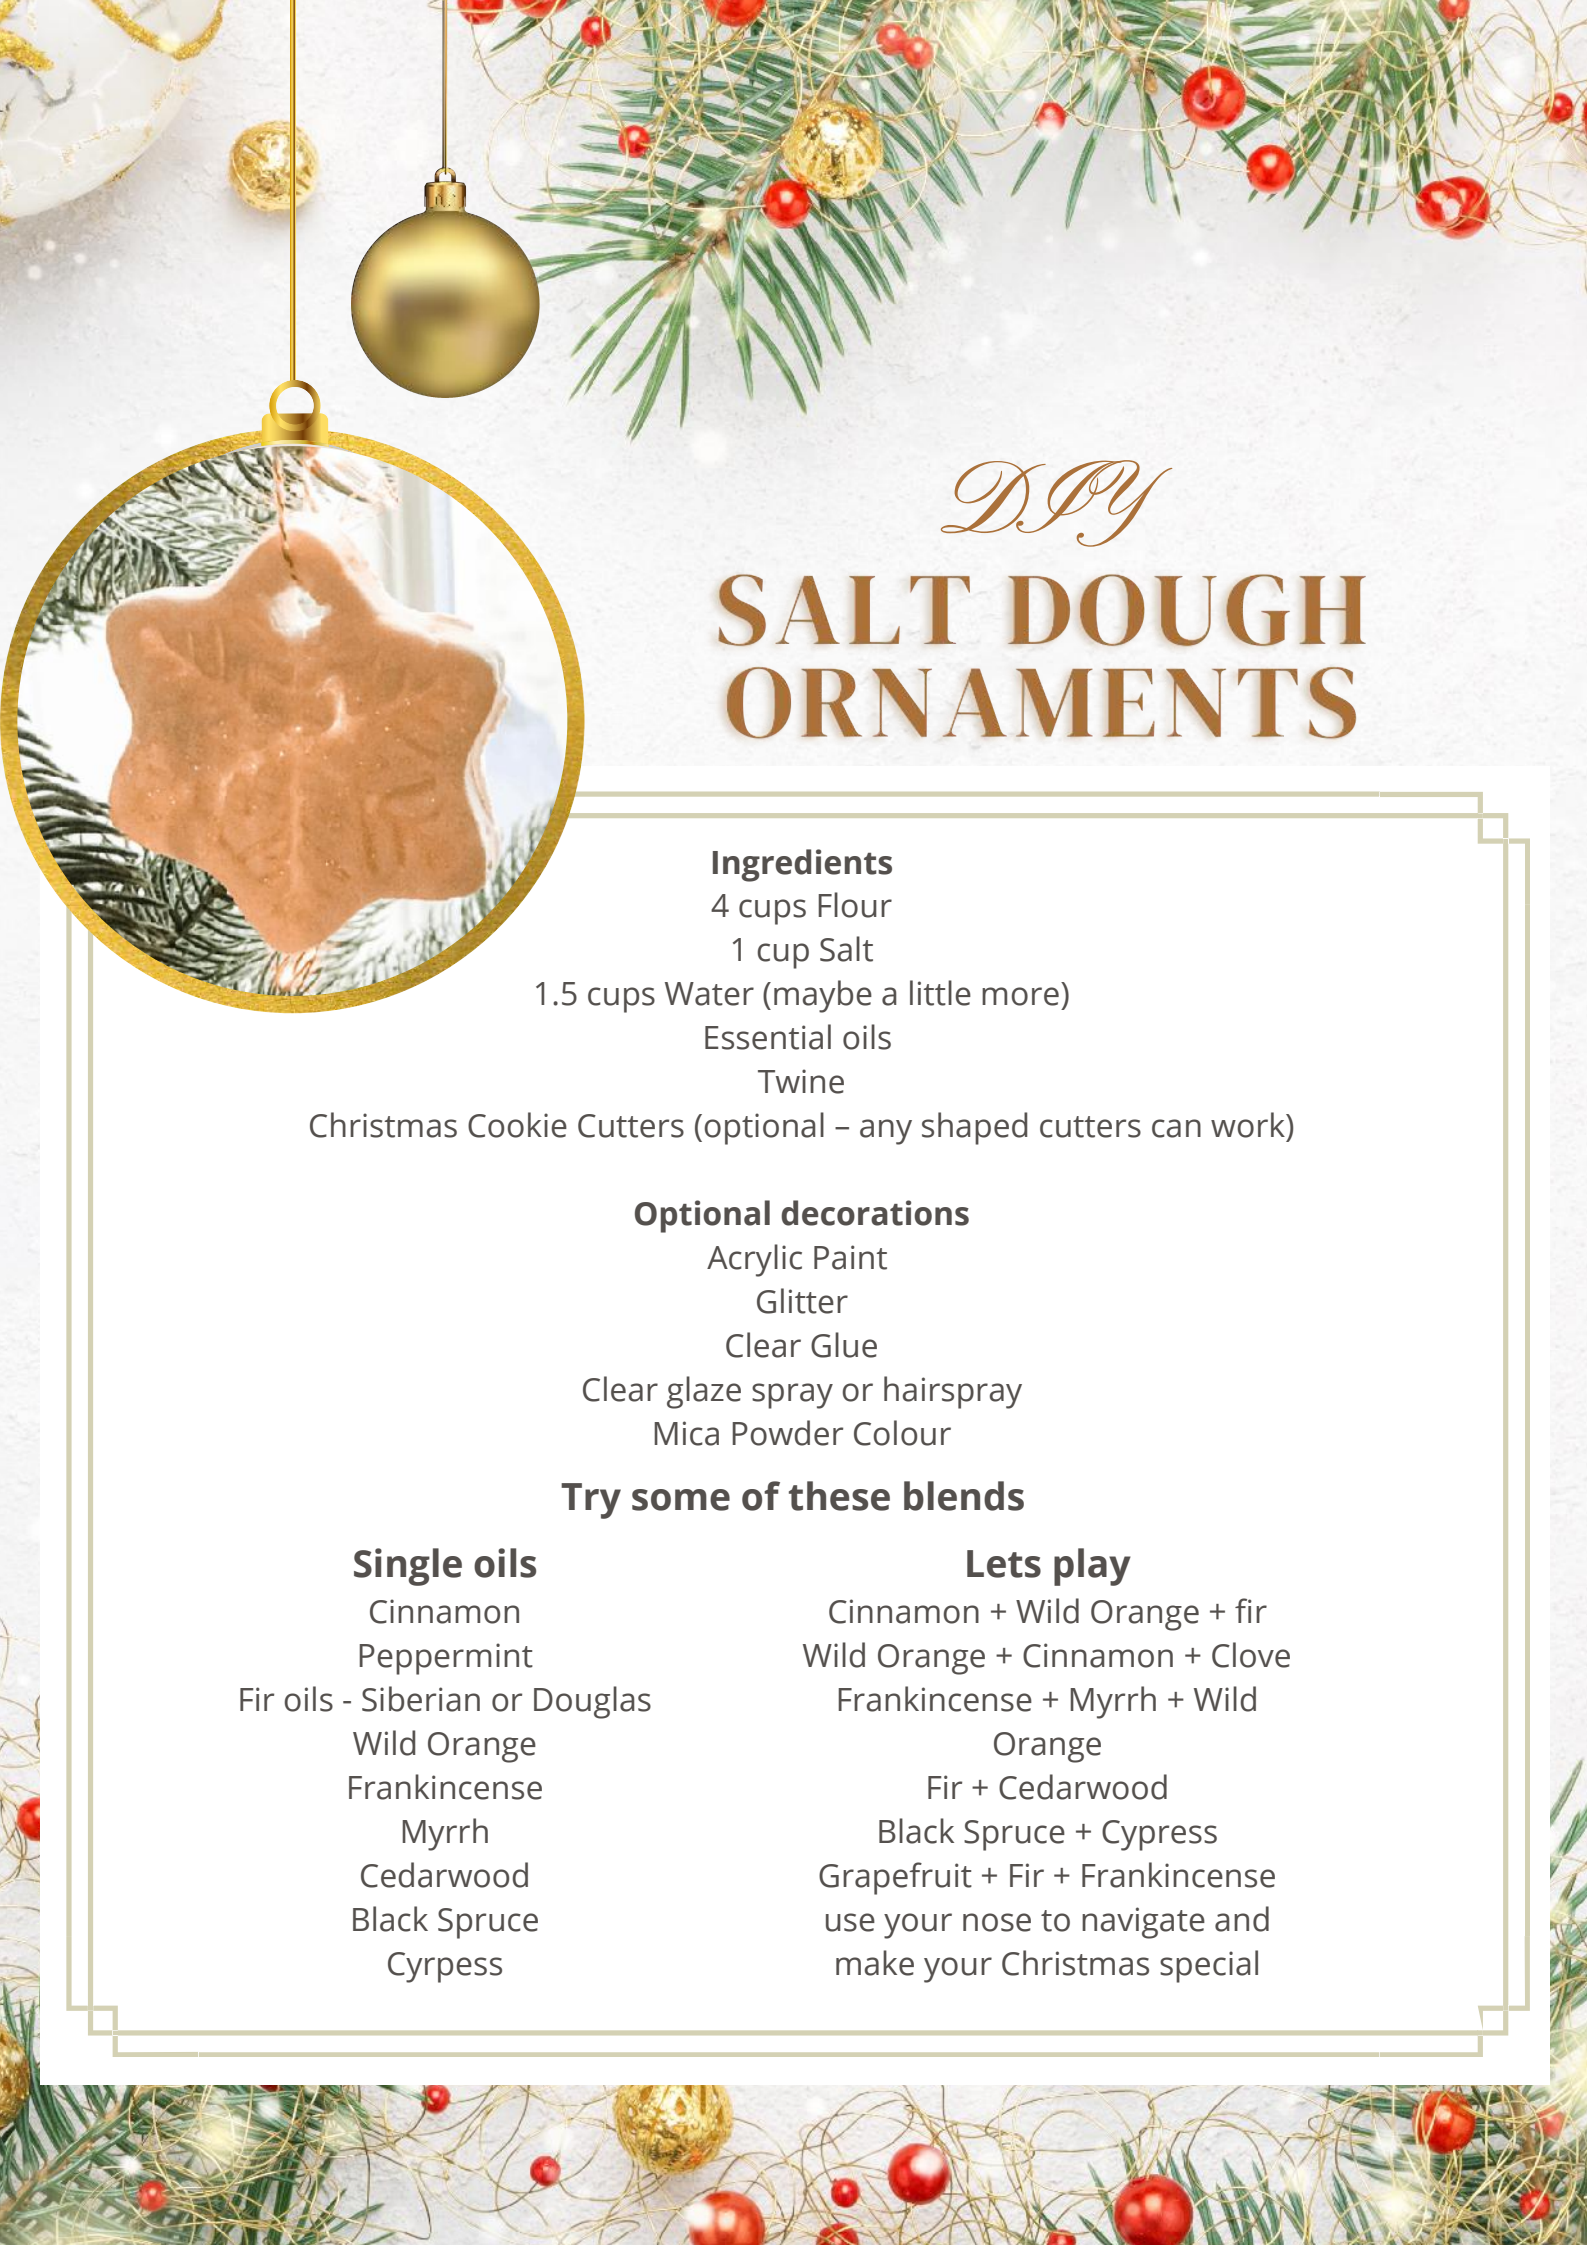 DIY
SALT DOUGH
ORNAMENTS
Ingredients
4 cups Flour
1 cup Salt
1.5 cups Water (maybe a little more)
Essential oils
Twine
Christmas Cookie Cutters (optional – any shaped cutters can work)
Optional decorations
Acrylic Paint
Glitter
Clear Glue
Clear glaze spray or hairspray
Mica Powder Colour
Try some of these blends
Single oils
Cinnamon
Peppermint
Fir oils - Siberian or Douglas
Wild Orange
Frankincense
Myrrh
Cedarwood
Black Spruce
Cyrpess
Lets play
Cinnamon + Wild Orange + fir
Wild Orange + Cinnamon + Clove
Frankincense + Myrrh + Wild
Orange
Fir + Cedarwood
Black Spruce + Cypress
Grapefruit + Fir + Frankincense
use your nose to navigate and
make your Christmas special